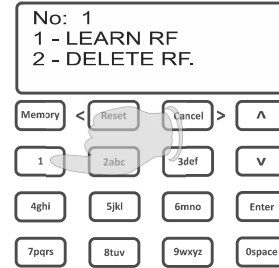 No: 1
1 - LEARN RF
2 - DELETE RF.
Memory < Reset Cancel > ʌ
1 2abc 3def v
4ghi 5jkl 6mno Enter
7pqrs 8tuv 9wxyz 0space